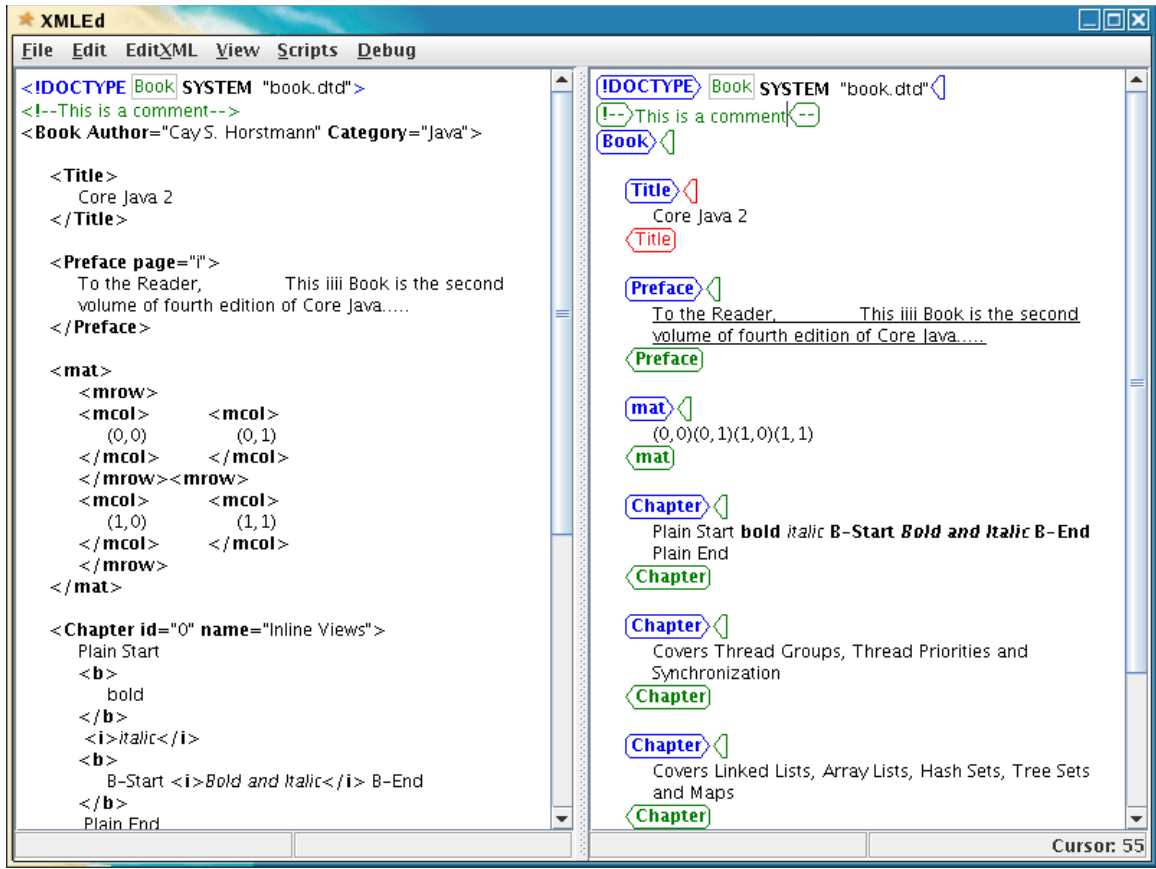 XMLEd
File Edit EditXML View Scripts Debug
<!DOCTYPE Book SYSTEM "book.dtd">
<!--This is a comment-->
<Book Author="Cay S. Horstmann" Category="Java">
<Title>
Core Java 2
</Title>
<Preface page="i">
To the Reader, This iiii Book is the second
volume of fourth edition of Core Java.....
</Preface>
<mat>
<mrow>
<mcol> <mcol>
(0,0) (0,1)
</mcol> </mcol>
</mrow><mrow>
<mcol> <mcol>
(1,0) (1,1)
</mcol> </mcol>
</mrow>
</mat>
<Chapter id="0" name="Inline Views">
Plain Start
<b>
bold
</b>
<i>italic</i>
<b>
B-Start <i>Bold and Italic</i> B-End
</b>
Plain End
!DOCTYPE Book SYSTEM "book.dtd"
!-- This is a comment --
Book
Title
Core Java 2
Title
Preface
To the Reader, This iiii Book is the second
volume of fourth edition of Core Java.....
Preface
mat
(0,0)(0,1)(1,0)(1,1)
mat
Chapter
Plain Start bold italic B-Start Bold and Italic B-End
Plain End
Chapter
Chapter
Covers Thread Groups, Thread Priorities and
Synchronization
Chapter
Chapter
Covers Linked Lists, Array Lists, Hash Sets, Tree Sets
and Maps
Chapter
Cursor: 55